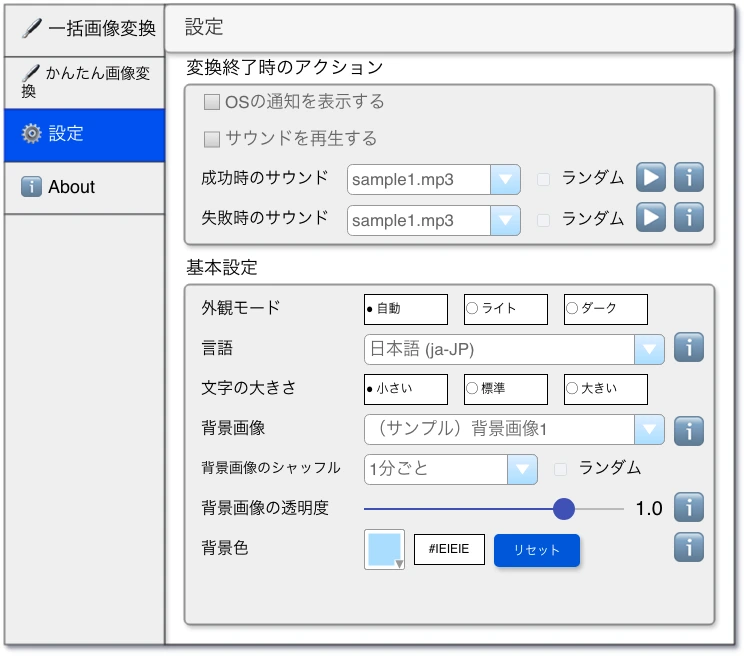 一括画像変換
かんたん画像変
換
設定
About
設定
変換終了時のアクション
OSの通知を表示する
サウンドを再生する
成功時のサウンド sample1.mp3 ランダム
失敗時のサウンド sample1.mp3 ランダム
基本設定
外観モード 自動 ライト ダーク
言語 日本語 (ja-JP)
文字の大きさ 小さい 標準 大きい
背景画像 （サンプル）背景画像1
背景画像のシャッフル 1分ごと ランダム
背景画像の透明度 1.0
背景色 #IEIEIE リセット